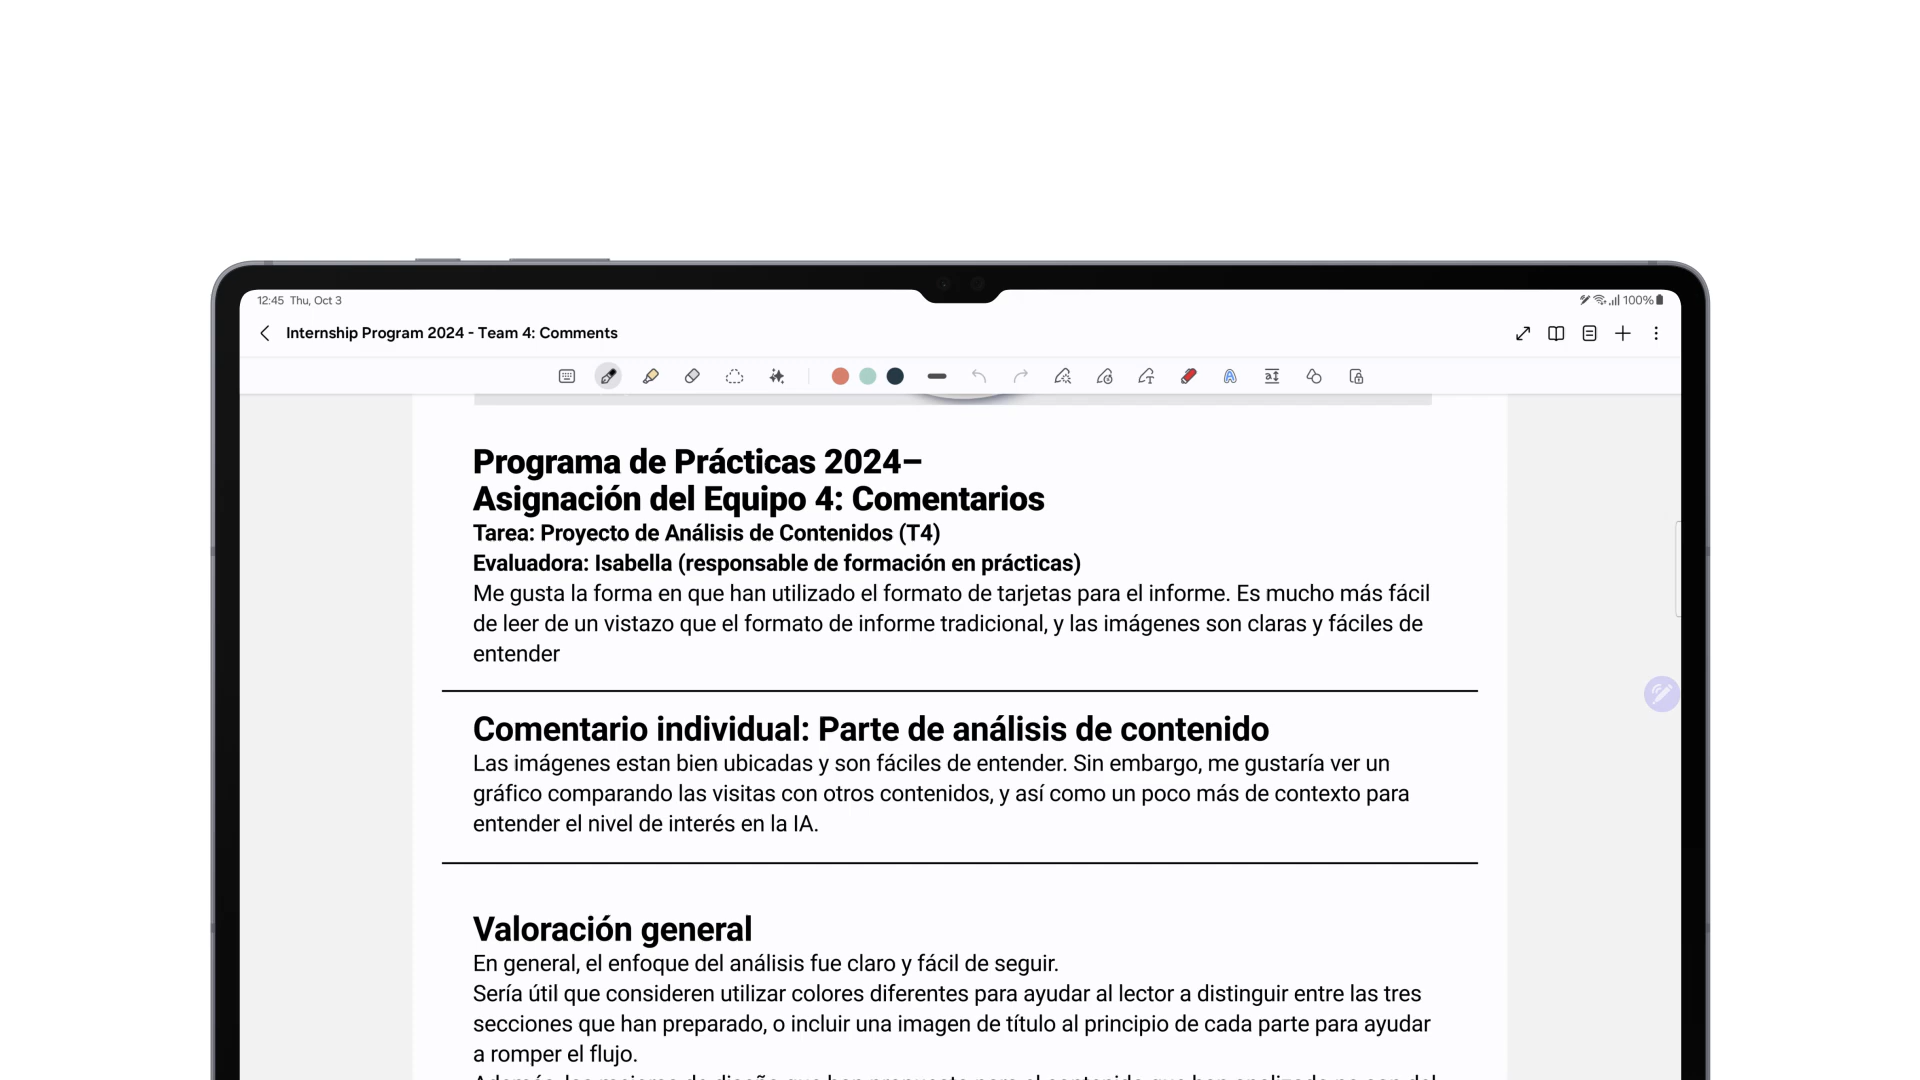 12:45 Thu, Oct 3
100%
Internship Program 2024 - Team 4: Comments
Programa de Prácticas 2024–
Asignación del Equipo 4: Comentarios
Tarea: Proyecto de Análisis de Contenidos (T4)
Evaluadora: Isabella (responsable de formación en prácticas)
Me gusta la forma en que han utilizado el formato de tarjetas para el informe. Es mucho más fácil
de leer de un vistazo que el formato de informe tradicional, y las imágenes son claras y fáciles de
entender
Comentario individual: Parte de análisis de contenido
Las imágenes estan bien ubicadas y son fáciles de entender. Sin embargo, me gustaría ver un
gráfico comparando las visitas con otros contenidos, y así como un poco más de contexto para
entender el nivel de interés en la IA.
Valoración general
En general, el enfoque del análisis fue claro y fácil de seguir.
Sería útil que consideren utilizar colores diferentes para ayudar al lector a distinguir entre las tres
secciones que han preparado, o incluir una imagen de título al principio de cada parte para ayudar
a romper el flujo.